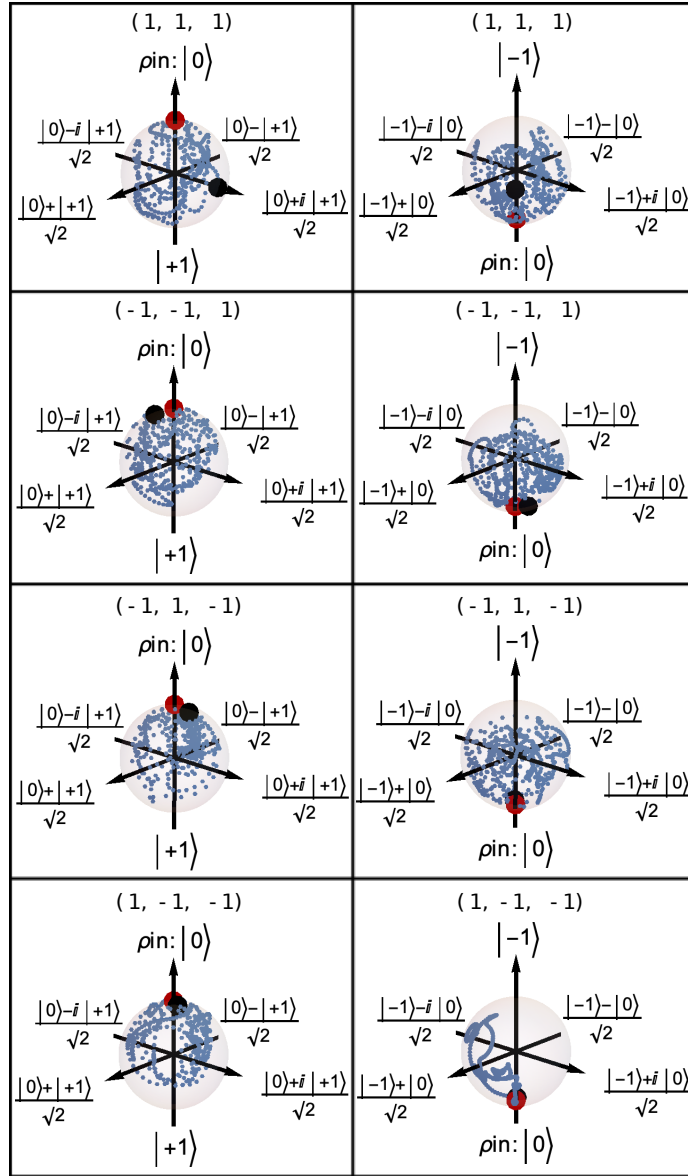 (1, 1, 1)
ρin: |0⟩
|0⟩-ⅈ|+1⟩
√2
|0⟩-|+1⟩
√2
|0⟩+|+1⟩
√2
|0⟩+ⅈ|+1⟩
√2
|+1⟩
(1, 1, 1)
|-1⟩
|-1⟩-ⅈ|0⟩
√2
|-1⟩-|0⟩
√2
|-1⟩+|0⟩
√2
|-1⟩+ⅈ|0⟩
√2
ρin: |0⟩
(-1, -1, 1)
ρin: |0⟩
|0⟩-ⅈ|+1⟩
√2
|0⟩-|+1⟩
√2
|0⟩+|+1⟩
√2
|0⟩+ⅈ|+1⟩
√2
|+1⟩
(-1, -1, 1)
|-1⟩
|-1⟩-ⅈ|0⟩
√2
|-1⟩-|0⟩
√2
|-1⟩+|0⟩
√2
|-1⟩+ⅈ|0⟩
√2
ρin: |0⟩
(-1, 1, -1)
ρin: |0⟩
|0⟩-ⅈ|+1⟩
√2
|0⟩-|+1⟩
√2
|0⟩+|+1⟩
√2
|0⟩+ⅈ|+1⟩
√2
|+1⟩
(-1, 1, -1)
|-1⟩
|-1⟩-ⅈ|0⟩
√2
|-1⟩-|0⟩
√2
|-1⟩+|0⟩
√2
|-1⟩+ⅈ|0⟩
√2
ρin: |0⟩
(1, -1, -1)
ρin: |0⟩
|0⟩-ⅈ|+1⟩
√2
|0⟩-|+1⟩
√2
|0⟩+|+1⟩
√2
|0⟩+ⅈ|+1⟩
√2
|+1⟩
(1, -1, -1)
|-1⟩
|-1⟩-ⅈ|0⟩
√2
|-1⟩-|0⟩
√2
|-1⟩+|0⟩
√2
|-1⟩+ⅈ|0⟩
√2
ρin: |0⟩